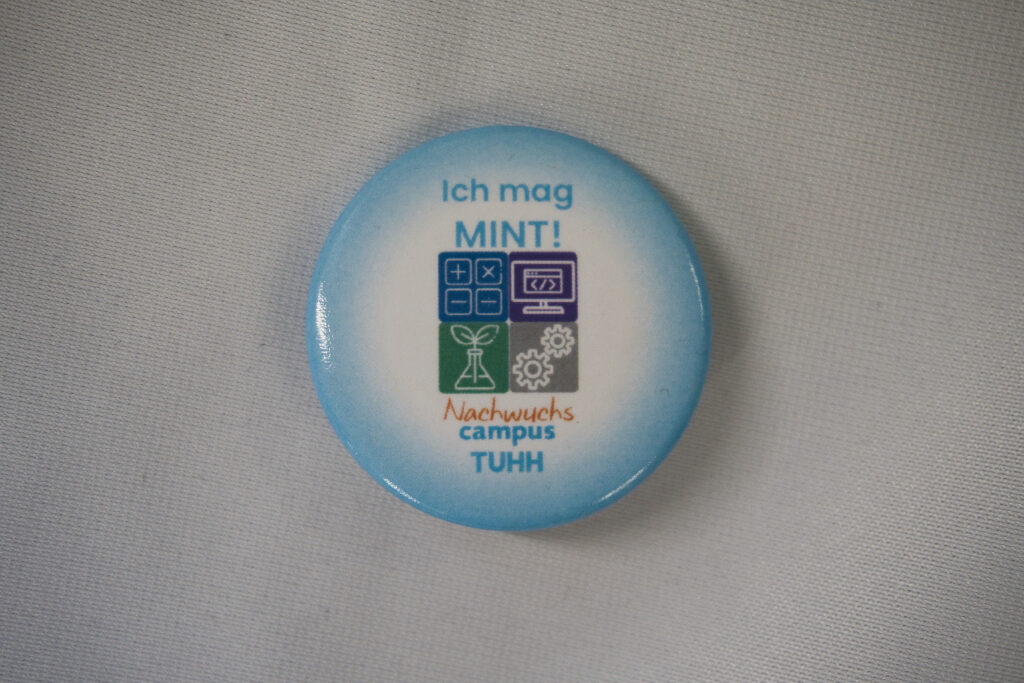 Ich mag
MINT!
Nachwuchs
campus
TUHH